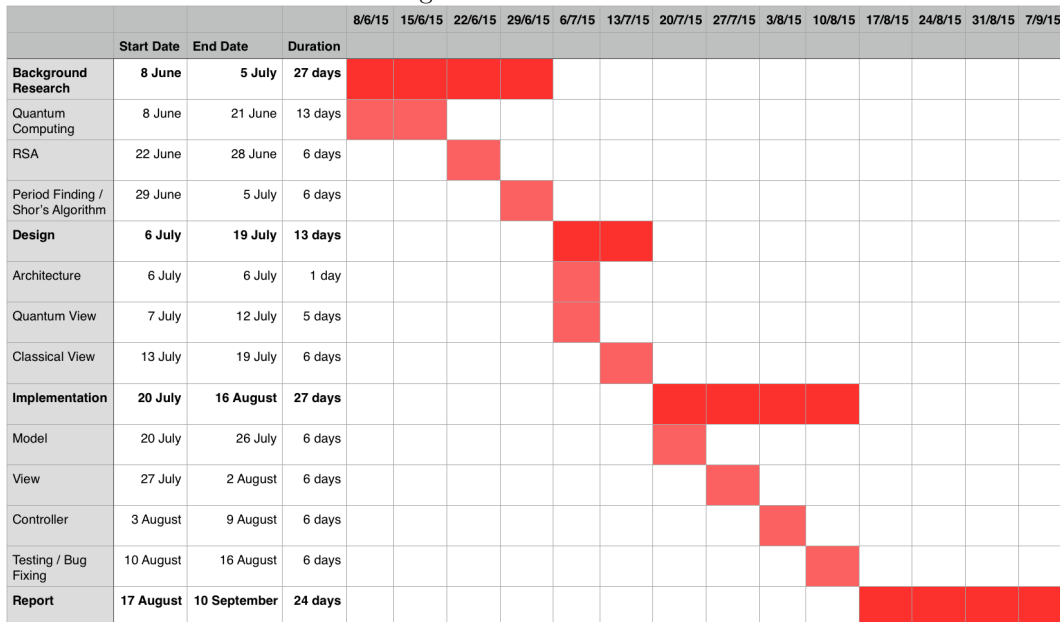 8/6/15 15/6/15 22/6/15 29/6/15 6/7/15 13/7/15 20/7/15 27/7/15 3/8/15 10/8/15 17/8/15 24/8/15 31/8/15 7/9/15
Start Date End Date Duration
Background Research 8 June 5 July 27 days
Quantum Computing 8 June 21 June 13 days
RSA 22 June 28 June 6 days
Period Finding / Shor's Algorithm 29 June 5 July 6 days
Design 6 July 19 July 13 days
Architecture 6 July 6 July 1 day
Quantum View 7 July 12 July 5 days
Classical View 13 July 19 July 6 days
Implementation 20 July 16 August 27 days
Model 20 July 26 July 6 days
View 27 July 2 August 6 days
Controller 3 August 9 August 6 days
Testing / Bug Fixing 10 August 16 August 6 days
Report 17 August 10 September 24 days